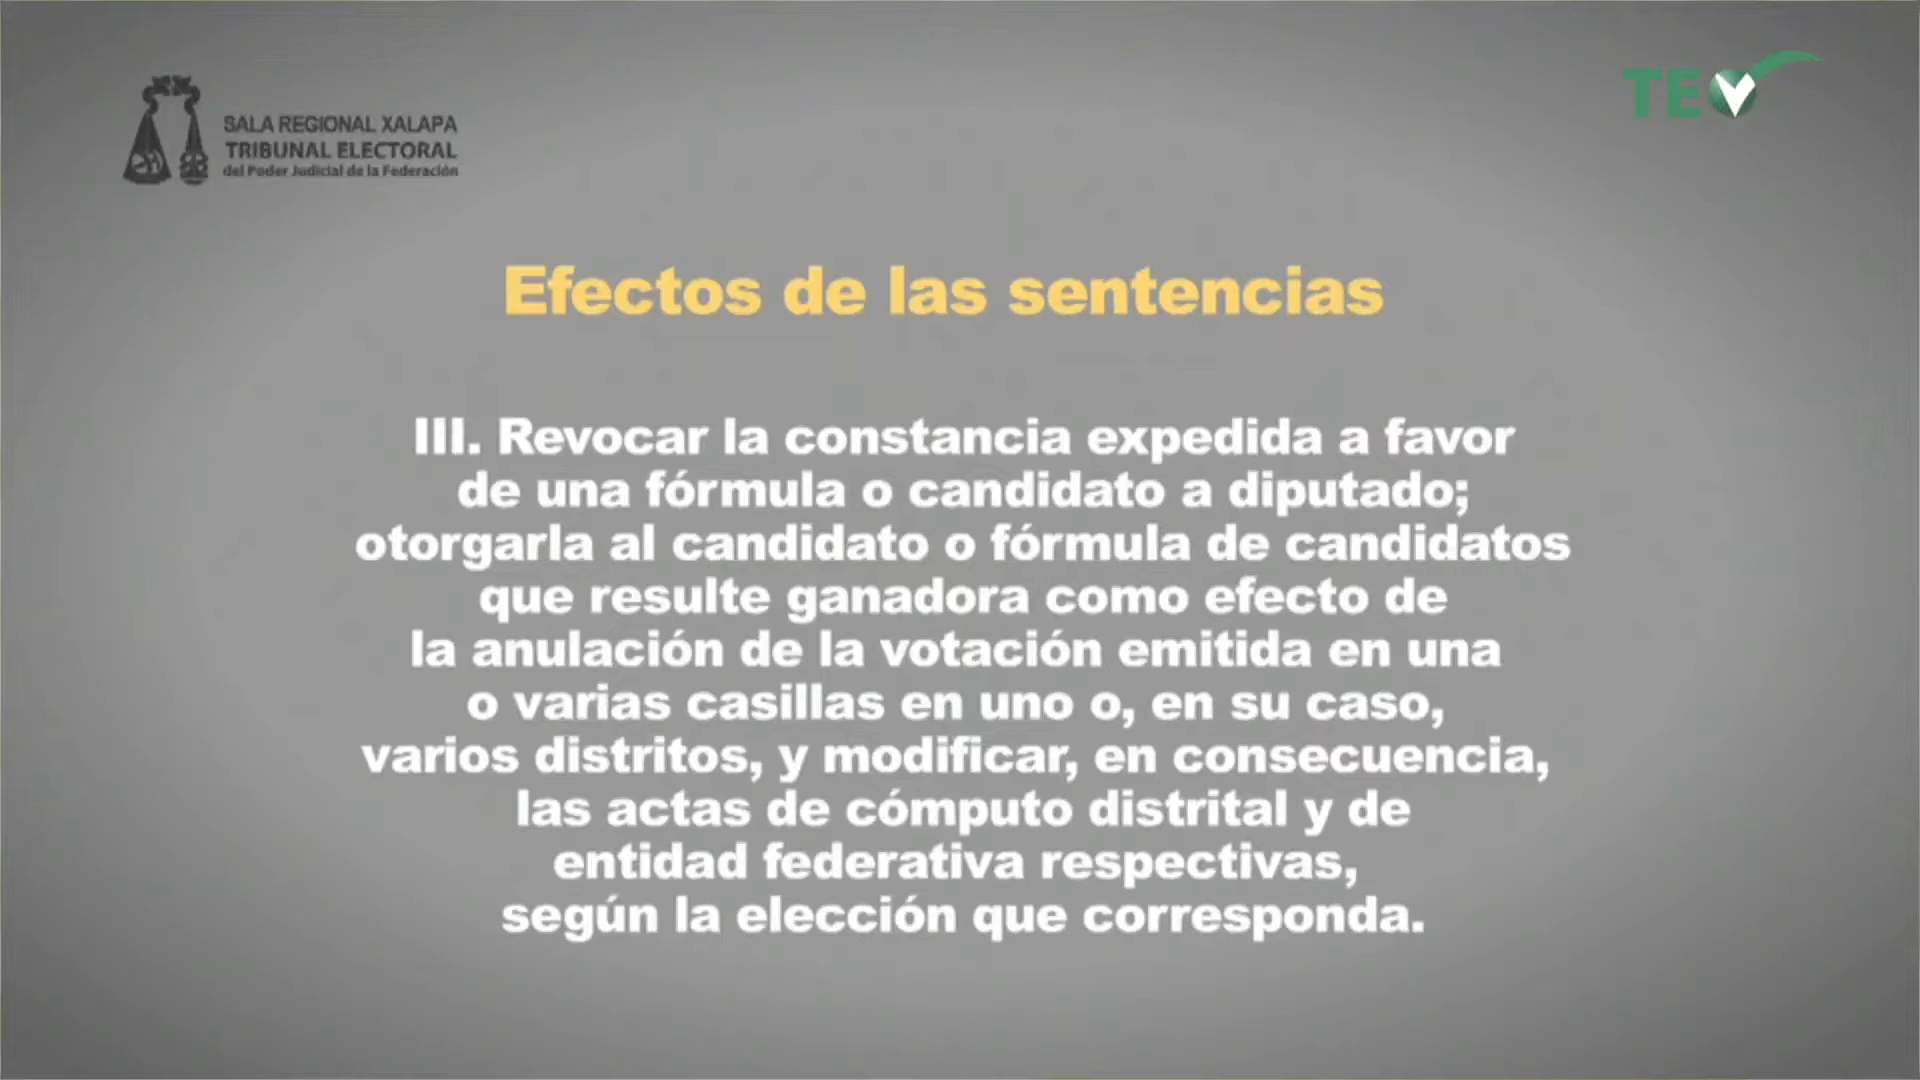 SALA REGIONAL XALAPA
TRIBUNAL ELECTORAL
del Poder Judicial de la Federación
TEV
Efectos de las sentencias
III. Revocar la constancia expedida a favor
de una fórmula o candidato a diputado;
otorgarla al candidato o fórmula de candidatos
que resulte ganadora como efecto de
la anulación de la votación emitida en una
o varias casillas en uno o, en su caso,
varios distritos, y modificar, en consecuencia,
las actas de cómputo distrital y de
entidad federativa respectivas,
según la elección que corresponda.